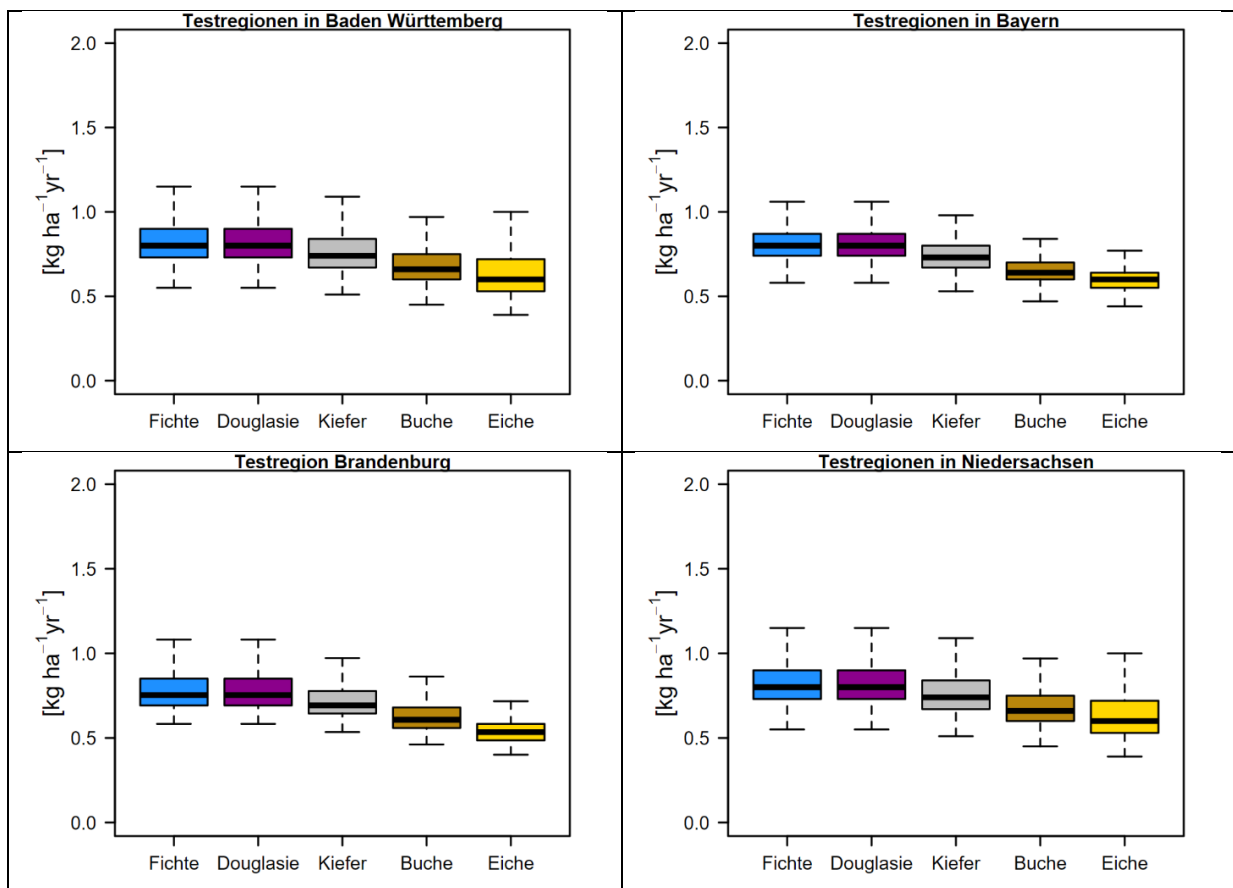 Testregionen in Baden Württemberg
[kg ha⁻¹yr⁻¹]
2.0
1.5
1.0
0.5
0.0
Fichte Douglasie Kiefer Buche Eiche
Testregionen in Bayern
[kg ha⁻¹yr⁻¹]
2.0
1.5
1.0
0.5
0.0
Fichte Douglasie Kiefer Buche Eiche
Testregion Brandenburg
[kg ha⁻¹yr⁻¹]
2.0
1.5
1.0
0.5
0.0
Fichte Douglasie Kiefer Buche Eiche
Testregionen in Niedersachsen
[kg ha⁻¹yr⁻¹]
2.0
1.5
1.0
0.5
0.0
Fichte Douglasie Kiefer Buche Eiche